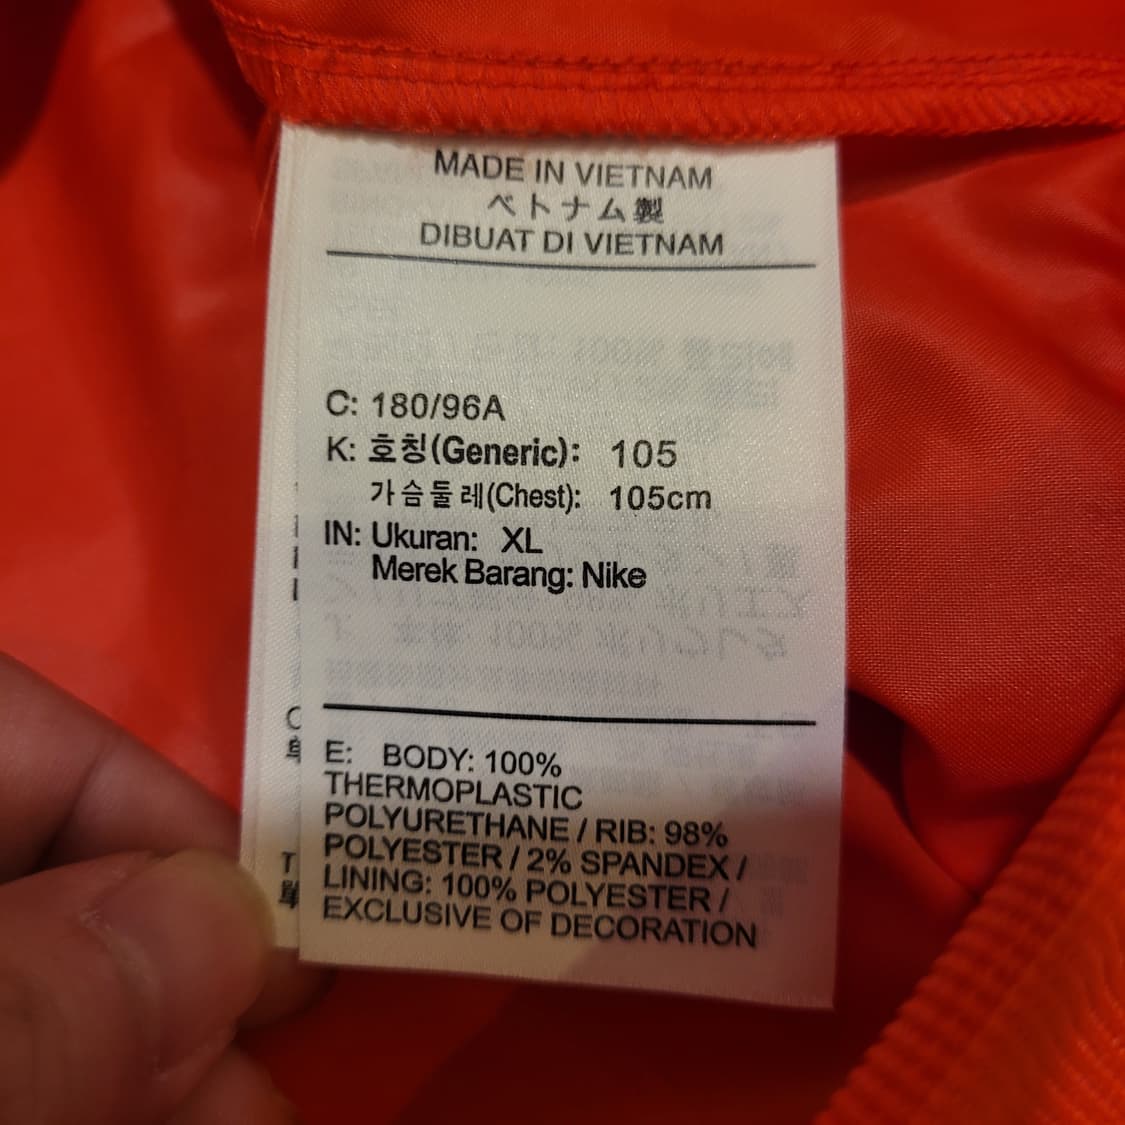 MADE IN VIETNAM
ベトナム製
DIBUAT DI VIETNAM
C: 180/96A
K: 호칭(Generic): 105
가슴둘레(Chest): 105cm
IN: Ukuran: XL
Merek Barang: Nike
E: BODY: 100%
THERMOPLASTIC
POLYURETHANE / RIB: 98%
POLYESTER / 2% SPANDEX /
LINING: 100% POLYESTER /
EXCLUSIVE OF DECORATION